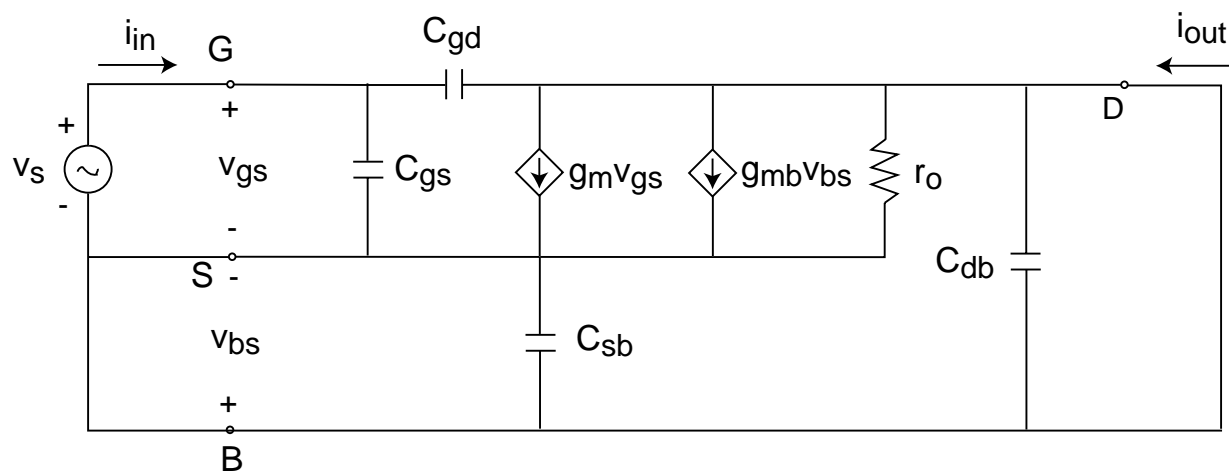 i_in
G
C_gd
i_out
+
D
+
v_s
v_gs
C_gs
g_m v_gs
g_mb v_bs
r_o
-
-
S
-
C_db
v_bs
C_sb
+
B